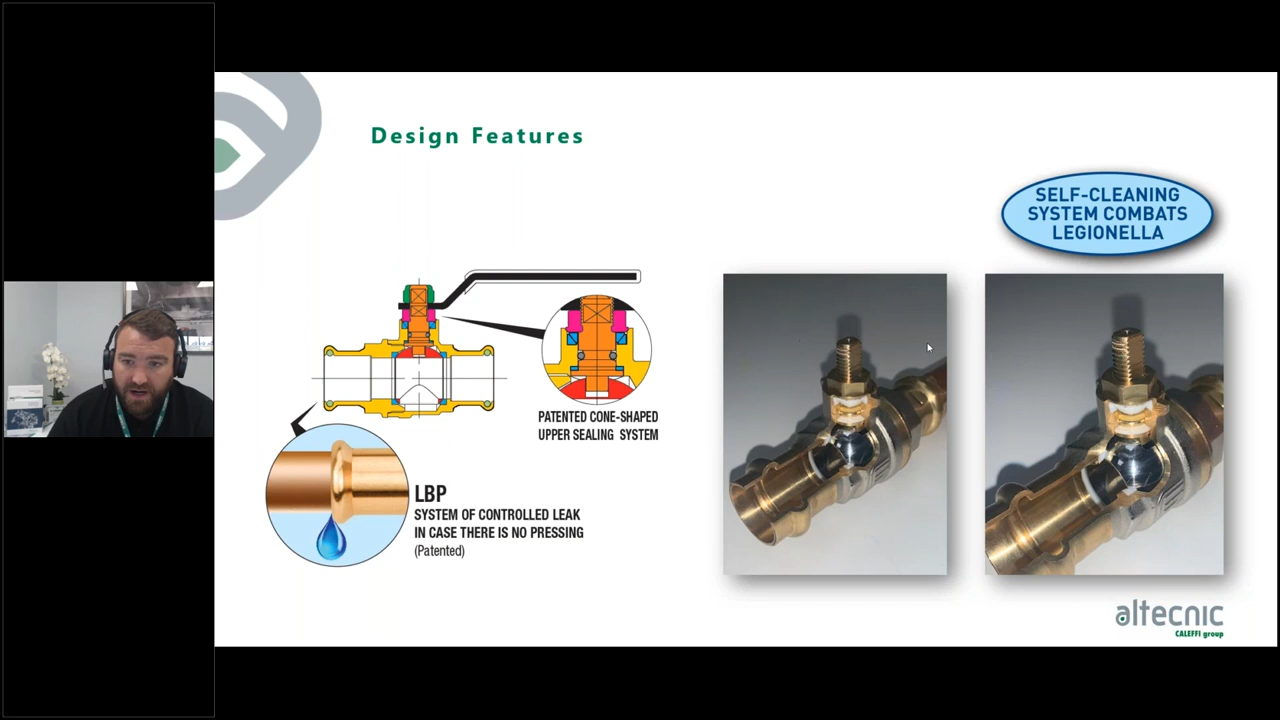 Design Features
SELF-CLEANING
SYSTEM COMBATS
LEGIONELLA
PATENTED CONE-SHAPED
UPPER SEALING SYSTEM
LBP
SYSTEM OF CONTROLLED LEAK
IN CASE THERE IS NO PRESSING
(Patented)
altecnic
CALEFFI group